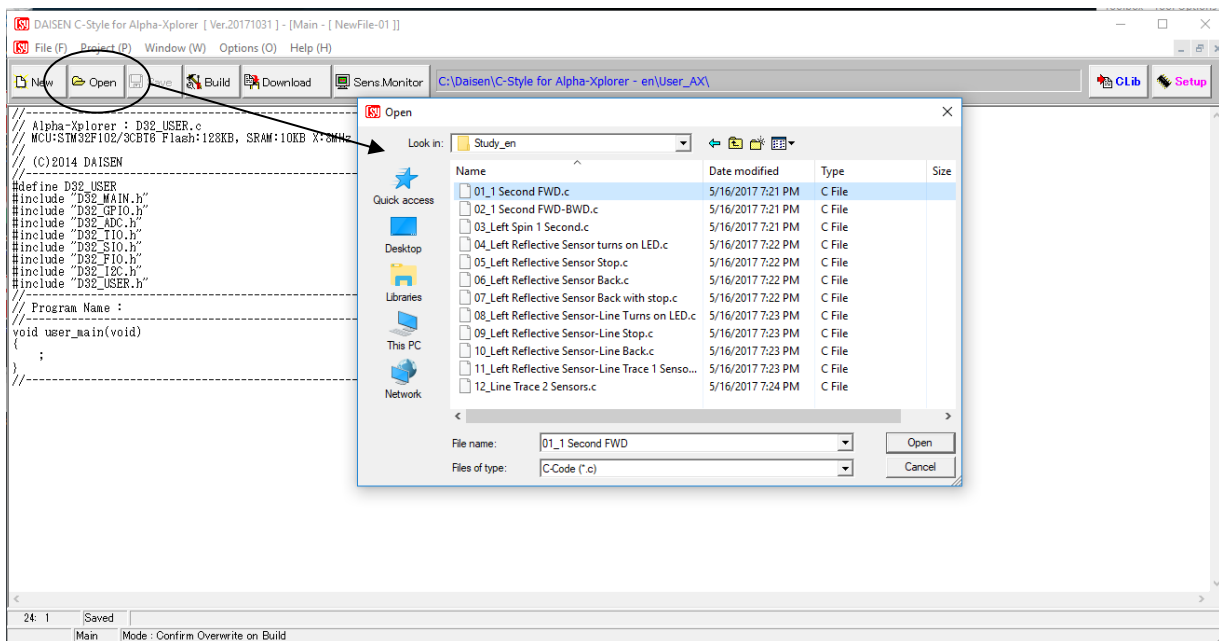 DAISEN C-Style for Alpha-Xplorer [ Ver.20171031 ] - [Main - [ NewFile-01 ]]
File (F) Project (P) Window (W) Options (O) Help (H)
New Open Save Build Download Sens.Monitor C:\Daisen\C-Style for Alpha-Xplorer - en\User_AX\ CLib Setup
//----------------------------------------------------------------
// Alpha-Xplorer : D32_USER.c
// MCU:STM32F102/3CBT6 Flash:128KB, SRAM:10KB X:8MHz
//
// (C)2014 DAISEN
//----------------------------------------------------------------
#define D32_USER
#include "D32_MAIN.h"
#include "D32_GPIO.h"
#include "D32_ADC.h"
#include "D32_TIO.h"
#include "D32_SIO.h"
#include "D32_FIO.h"
#include "D32_I2C.h"
#include "D32_USER.h"
//----------------------------------------------------------------
// Program Name :
//----------------------------------------------------------------
void user_main(void)
{
;
}
//----------------------------------------------------------------
Open
Look in: Study_en
Quick access
Desktop
Libraries
This PC
Network
Name Date modified Type Size
01_1 Second FWD.c 5/16/2017 7:21 PM C File
02_1 Second FWD-BWD.c 5/16/2017 7:21 PM C File
03_Left Spin 1 Second.c 5/16/2017 7:21 PM C File
04_Left Reflective Sensor turns on LED.c 5/16/2017 7:22 PM C File
05_Left Reflective Sensor Stop.c 5/16/2017 7:22 PM C File
06_Left Reflective Sensor Back.c 5/16/2017 7:22 PM C File
07_Left Reflective Sensor Back with stop.c 5/16/2017 7:22 PM C File
08_Left Reflective Sensor-Line Turns on LED.c 5/16/2017 7:23 PM C File
09_Left Reflective Sensor-Line Stop.c 5/16/2017 7:23 PM C File
10_Left Reflective Sensor-Line Back.c 5/16/2017 7:23 PM C File
11_Left Reflective Sensor-Line Trace 1 Senso... 5/16/2017 7:23 PM C File
12_Line Trace 2 Sensors.c 5/16/2017 7:24 PM C File
File name: 01_1 Second FWD Open
Files of type: C-Code (*.c) Cancel
24: 1 Saved
Main Mode : Confirm Overwrite on Build